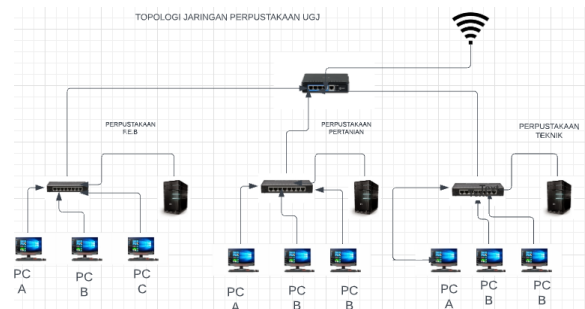 TOPOLOGI JARINGAN PERPUSTAKAAN UGJ
PERPUSTAKAAN
F.E.B
PERPUSTAKAAN
PERTANIAN
PERPUSTAKAAN
TEKNIK
PC
A
PC
B
PC
C
PC
A
PC
B
PC
B
PC
A
PC
B
PC
B